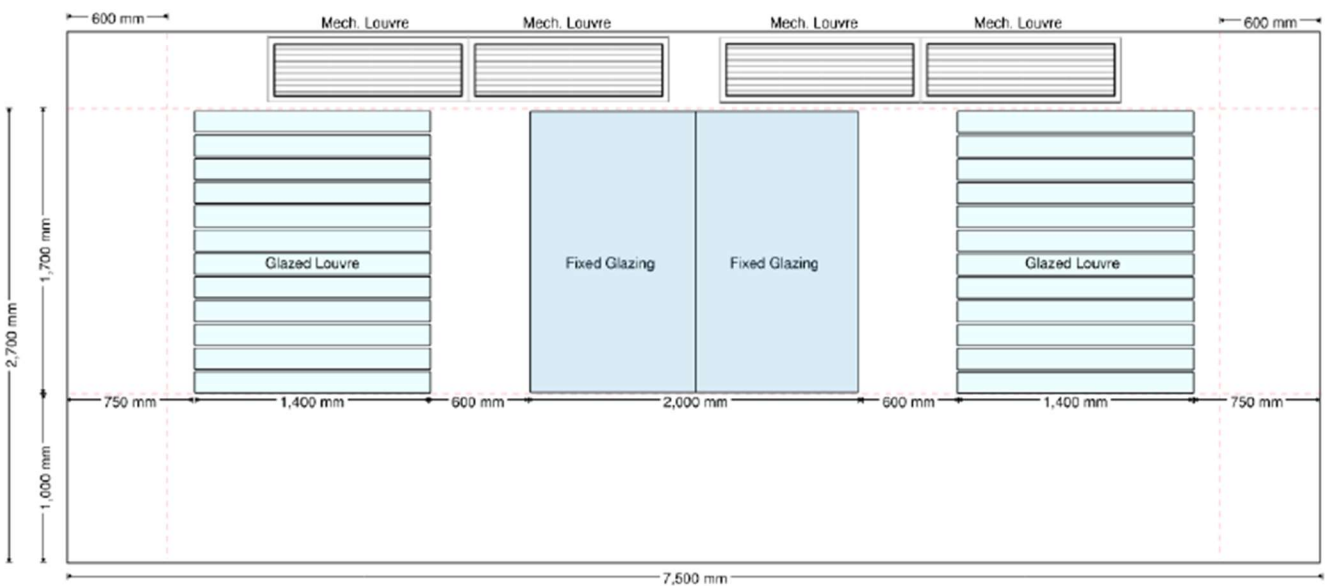 600 mm
Mech. Louvre
Mech. Louvre
Mech. Louvre
Mech. Louvre
600 mm
1,700 mm
2,700 mm
Glazed Louvre
Fixed Glazing
Fixed Glazing
Glazed Louvre
750 mm
1,400 mm
600 mm
2,000 mm
600 mm
1,400 mm
750 mm
1,000 mm
7,500 mm